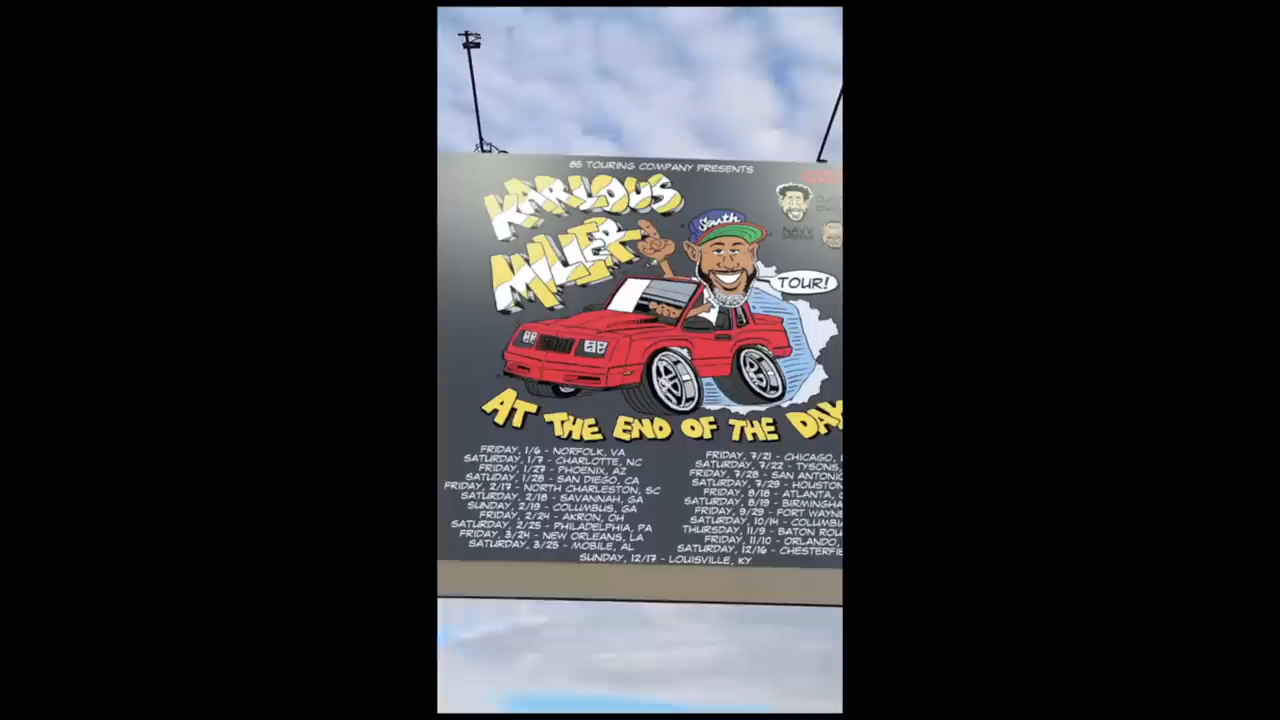 85 TOURING COMPANY PRESENTS
KARLOUS
MILLER
South
NAVV
TOUR!
AT THE END OF THE DAY
FRIDAY, 1/6 - NORFOLK, VA
SATURDAY, 1/7 - CHARLOTTE, NC
FRIDAY, 1/27 - PHOENIX, AZ
SATUDAY, 1/28 - SAN DIEGO, CA
FRIDAY, 2/17 - NORTH CHARLESTON, SC
SATURDAY, 2/18 - SAVANNAH, GA
SUNDAY, 2/19 - COLUMBUS, GA
FRIDAY, 2/24 - AKRON, OH
SATURDAY, 2/25 - PHILADELPHIA, PA
FRIDAY, 3/24 - NEW ORLEANS, LA
SATURDAY, 3/25 - MOBILE, AL
FRIDAY, 7/21 - CHICAGO,
SATURDAY, 7/22 - TYSONS,
FRIDAY, 7/28 - SAN ANTONIO
SATURDAY, 7/29 - HOUSTON
FRIDAY, 8/18 - ATLANTA,
SATURDAY, 8/19 - BIRMINGHA
FRIDAY, 9/29 - FORT WAYNE
SATURDAY, 10/14 - COLUMBU
THURSDAY, 11/9 - BATON ROU
FRIDAY, 11/10 - ORLANDO,
SATURDAY, 12/16 - CHESTERFIE
SUNDAY, 12/17 - LOUISVILLE, KY